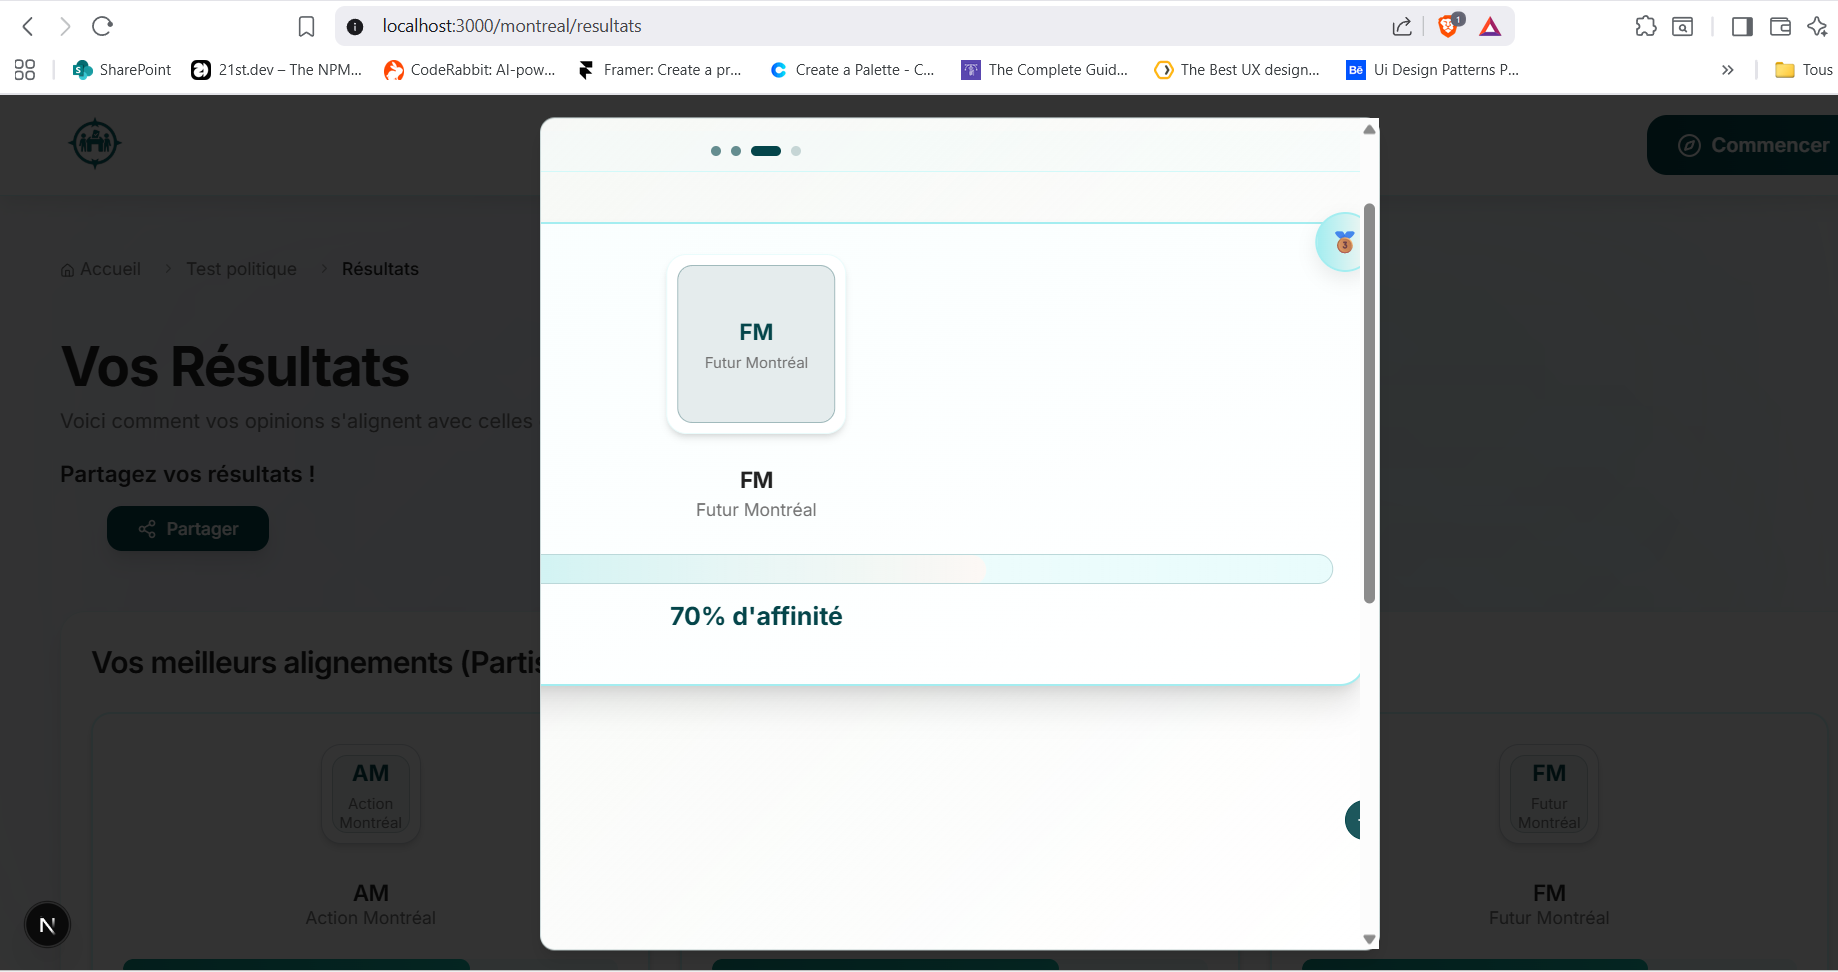 localhost:3000/montreal/resultats
1
SharePoint
21st.dev – The NPM...
CodeRabbit: AI-pow...
Framer: Create a pr...
Create a Palette - C...
The Complete Guid...
The Best UX design...
Bē
Ui Design Patterns P...
»
Tous
Commencer
Accueil
Test politique
Résultats
Vos Résultats
Voici comment vos opinions s'alignent avec celles
Partagez vos résultats !
Partager
Vos meilleurs alignements (Partis
AM
Action
Montréal
AM
Action Montréal
3
FM
Futur Montréal
FM
Futur Montréal
70% d'affinité
FM
Futur
Montréal
FM
Futur Montréal
N